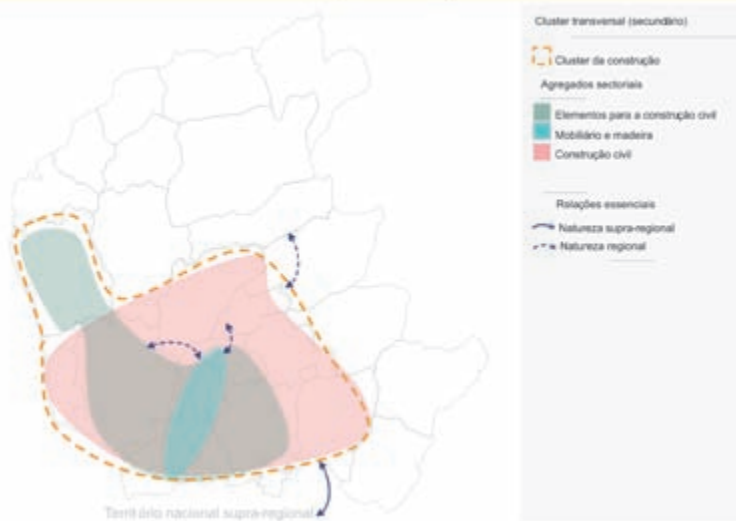 Cluster transversal (secundário)
Cluster da construção
Agregados sectoriais
Elementos para a construção civil
Mobiliário e madeira
Construção civil
Relações essenciais
Natureza supra-regional
Natureza regional
Território nacional supra-regional